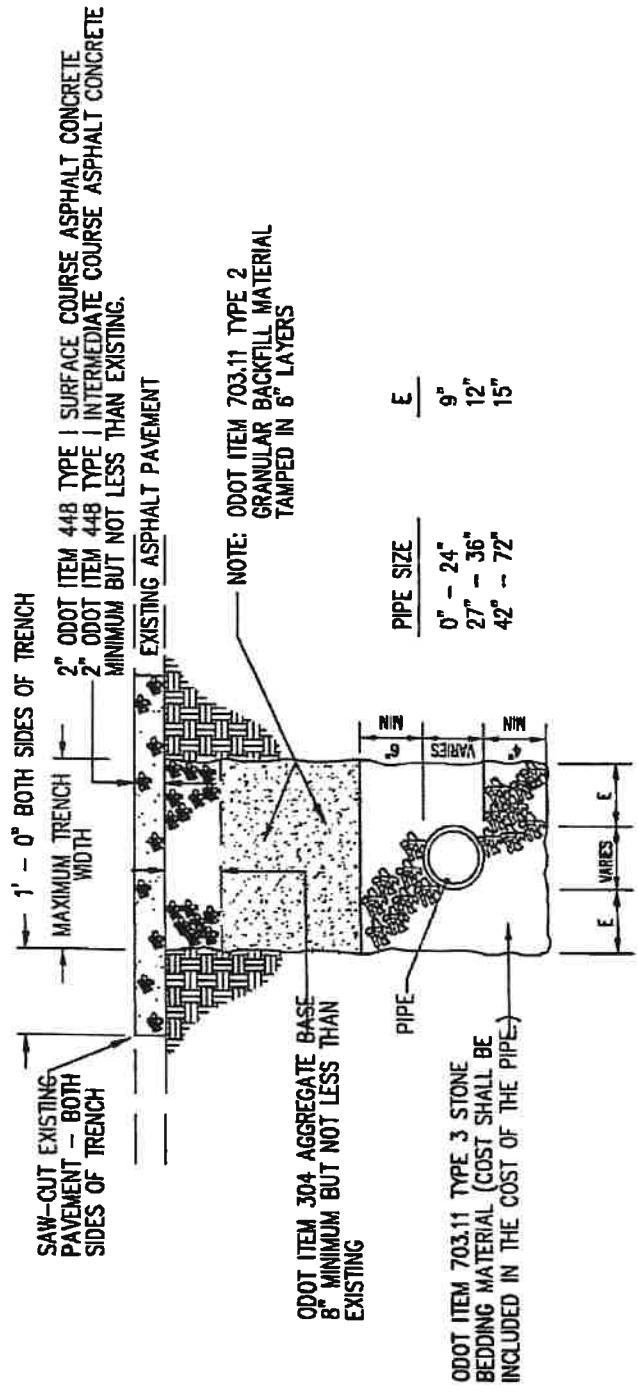 SAW-CUT EXISTING
PAVEMENT - BOTH
SIDES OF TRENCH
1' - 0" BOTH SIDES OF TRENCH
MAXIMUM TRENCH
WIDTH
2" ODOT ITEM 448 TYPE 1 SURFACE COURSE ASPHALT CONCRETE
2" ODOT ITEM 448 TYPE 1 INTERMEDIATE COURSE ASPHALT CONCRETE
MINIMUM BUT NOT LESS THAN EXISTING.
EXISTING ASPHALT PAVEMENT
NOTE: ODOT ITEM 703.11 TYPE 2
GRANULAR BACKFILL MATERIAL
TAMPED IN 6" LAYERS
ODOT ITEM 304 AGGREGATE BASE
8" MINIMUM BUT NOT LESS THAN
EXISTING
PIPE
ODOT ITEM 703.11 TYPE 3 STONE
BEDDING MATERIAL (COST SHALL BE
INCLUDED IN THE COST OF THE PIPE.)
6" MIN
VARIES
4" MIN
E VARIES E
PIPE SIZE E
0" - 24" 9"
27" - 36" 12"
42" - 72" 15"